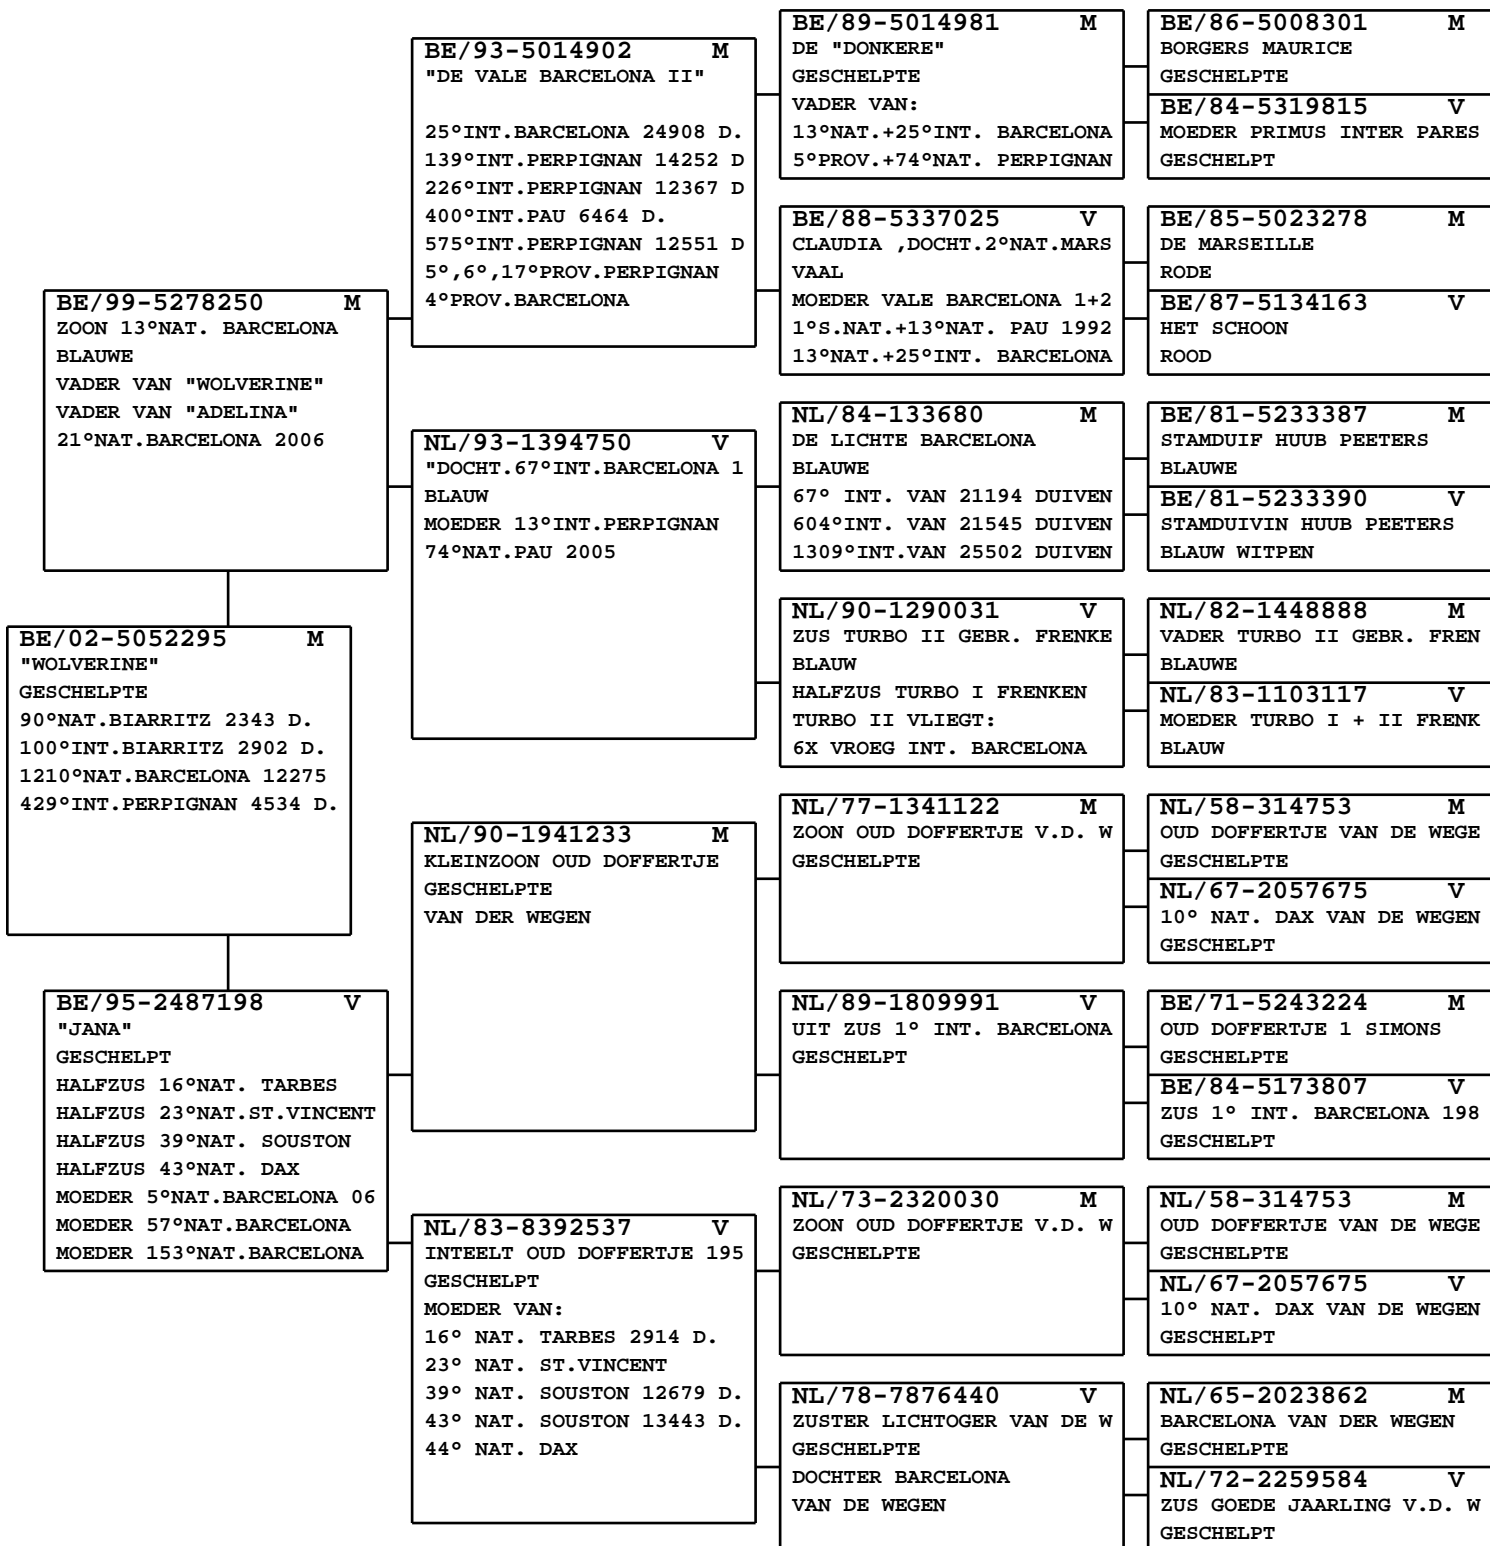 BE/99-5278250 M
ZOON 13°NAT. BARCELONA
BLAUWE
VADER VAN "WOLVERINE"
VADER VAN "ADELINA"
21°NAT.BARCELONA 2006
BE/02-5052295 M
"WOLVERINE"
GESCHELPTE
90°NAT.BIARRITZ 2343 D.
100°INT.BIARRITZ 2902 D.
1210°NAT.BARCELONA 12275
429°INT.PERPIGNAN 4534 D.
BE/95-2487198 V
"JANA"
GESCHELPT
HALFZUS 16°NAT. TARBES
HALFZUS 23°NAT.ST.VINCENT
HALFZUS 39°NAT. SOUSTON
HALFZUS 43°NAT. DAX
MOEDER 5°NAT.BARCELONA 06
MOEDER 57°NAT.BARCELONA
MOEDER 153°NAT.BARCELONA
BE/93-5014902 M
"DE VALE BARCELONA II"
25°INT.BARCELONA 24908 D.
139°INT.PERPIGNAN 14252 D
226°INT.PERPIGNAN 12367 D
400°INT.PAU 6464 D.
575°INT.PERPIGNAN 12551 D
5°,6°,17°PROV.PERPIGNAN
4°PROV.BARCELONA
NL/93-1394750 V
"DOCHT.67°INT.BARCELONA 1
BLAUW
MOEDER 13°INT.PERPIGNAN
74°NAT.PAU 2005
NL/90-1941233 M
KLEINZOON OUD DOFFERTJE
GESCHELPTE
VAN DER WEGEN
NL/83-8392537 V
INTEELT OUD DOFFERTJE 195
GESCHELPT
MOEDER VAN:
16° NAT. TARBES 2914 D.
23° NAT. ST.VINCENT
39° NAT. SOUSTON 12679 D.
43° NAT. SOUSTON 13443 D.
44° NAT. DAX
BE/89-5014981 M
DE "DONKERE"
GESCHELPTE
VADER VAN:
13°NAT.+25°INT. BARCELONA
5°PROV.+74°NAT. PERPIGNAN
BE/88-5337025 V
CLAUDIA ,DOCHT.2°NAT.MARS
VAAL
MOEDER VALE BARCELONA 1+2
1°S.NAT.+13°NAT. PAU 1992
13°NAT.+25°INT. BARCELONA
NL/84-133680 M
DE LICHTE BARCELONA
BLAUWE
67° INT. VAN 21194 DUIVEN
604°INT. VAN 21545 DUIVEN
1309°INT.VAN 25502 DUIVEN
NL/90-1290031 V
ZUS TURBO II GEBR. FRENKE
BLAUW
HALFZUS TURBO I FRENKEN
TURBO II VLIEGT:
6X VROEG INT. BARCELONA
NL/77-1341122 M
ZOON OUD DOFFERTJE V.D. W
GESCHELPTE
NL/89-1809991 V
UIT ZUS 1° INT. BARCELONA
GESCHELPT
NL/73-2320030 M
ZOON OUD DOFFERTJE V.D. W
GESCHELPTE
NL/78-7876440 V
ZUSTER LICHTOGER VAN DE W
GESCHELPTE
DOCHTER BARCELONA
VAN DE WEGEN
BE/86-5008301 M
BORGERS MAURICE
GESCHELPTE
BE/84-5319815 V
MOEDER PRIMUS INTER PARES
GESCHELPT
BE/85-5023278 M
DE MARSEILLE
RODE
BE/87-5134163 V
HET SCHOON
ROOD
BE/81-5233387 M
STAMDUIF HUUB PEETERS
BLAUWE
BE/81-5233390 V
STAMDUIVIN HUUB PEETERS
BLAUW WITPEN
NL/82-1448888 M
VADER TURBO II GEBR. FREN
BLAUWE
NL/83-1103117 V
MOEDER TURBO I + II FRENK
BLAUW
NL/58-314753 M
OUD DOFFERTJE VAN DE WEGE
GESCHELPTE
NL/67-2057675 V
10° NAT. DAX VAN DE WEGEN
GESCHELPT
BE/71-5243224 M
OUD DOFFERTJE 1 SIMONS
GESCHELPTE
BE/84-5173807 V
ZUS 1° INT. BARCELONA 198
GESCHELPT
NL/58-314753 M
OUD DOFFERTJE VAN DE WEGE
GESCHELPTE
NL/67-2057675 V
10° NAT. DAX VAN DE WEGEN
GESCHELPT
NL/65-2023862 M
BARCELONA VAN DER WEGEN
GESCHELPTE
NL/72-2259584 V
ZUS GOEDE JAARLING V.D. W
GESCHELPT